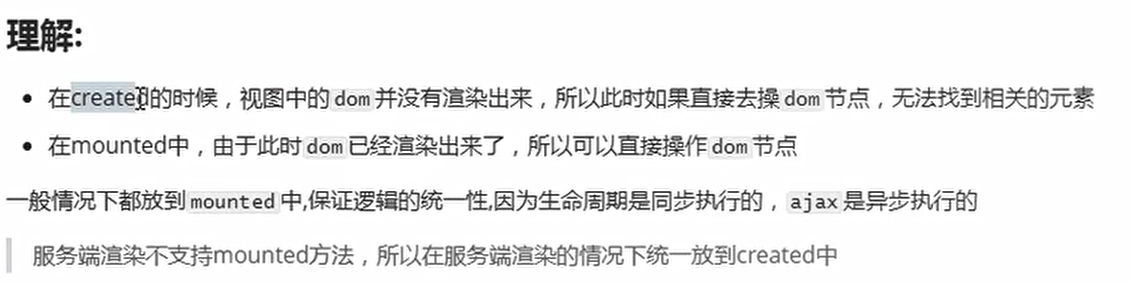 理解:
在created的时候，视图中的dom并没有渲染出来，所以此时如果直接去操dom节点，无法找到相关的元素
在mounted中，由于此时dom已经渲染出来了，所以可以直接操作dom节点
一般情况下都放到mounted中,保证逻辑的统一性,因为生命周期是同步执行的，ajax是异步执行的
服务端渲染不支持mounted方法，所以在服务端渲染的情况下统一放到created中